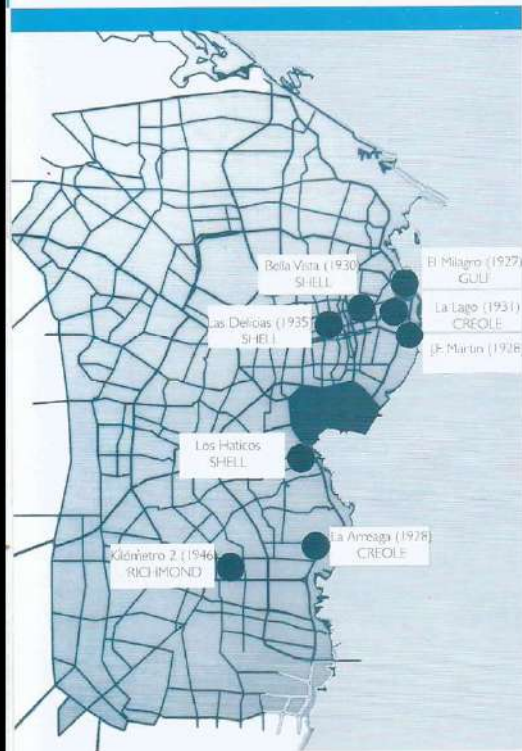 Bella Vista (1930)
SHELL
El Milagro (1927)
GULF
La Lago (1931)
CREOLE
Las Delicias (1935)
SHELL
J.F. Martin (1928)
Los Haticos
SHELL
La Arreaga (1928)
CREOLE
Kilómetro 2 (1946)
RICHMOND